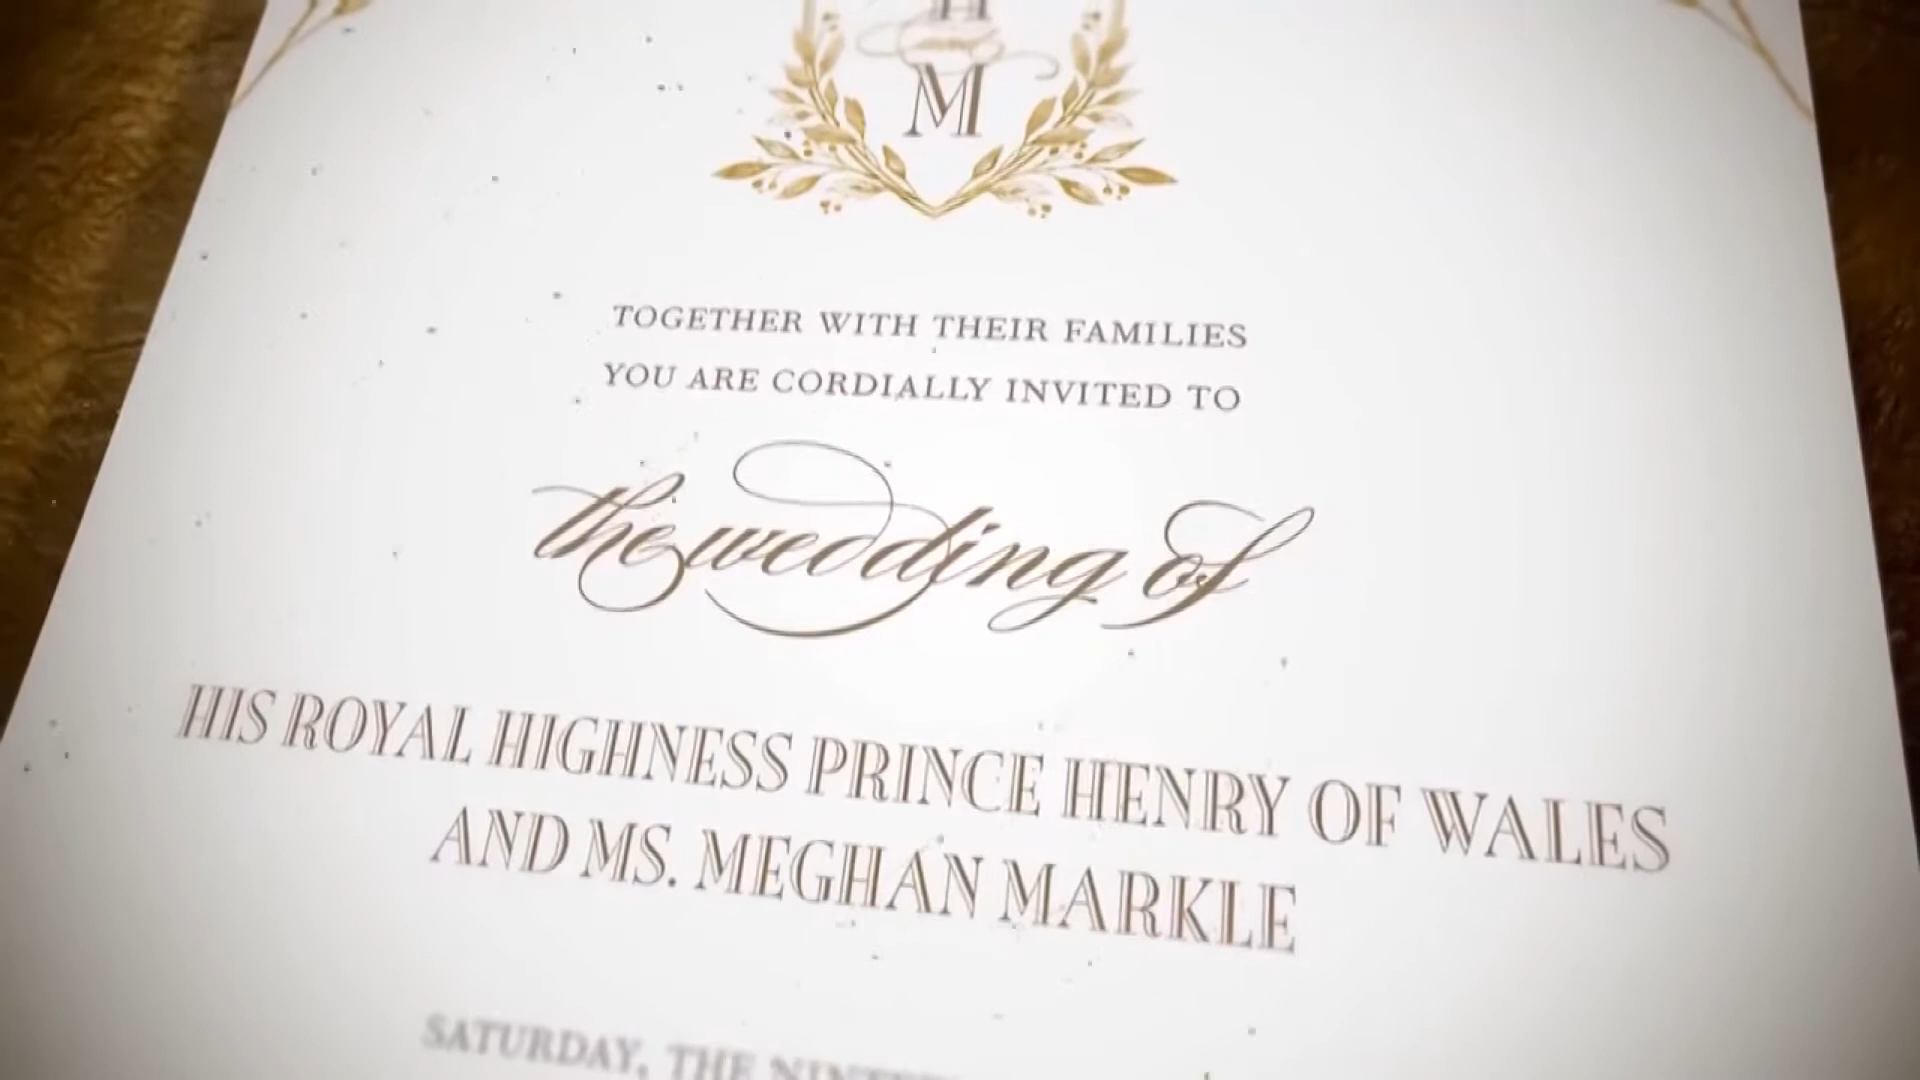 H
M
TOGETHER WITH THEIR FAMILIES
YOU ARE CORDIALLY INVITED TO
the wedding of
HIS ROYAL HIGHNESS PRINCE HENRY OF WALES
AND MS. MEGHAN MARKLE
SATURDAY, THE